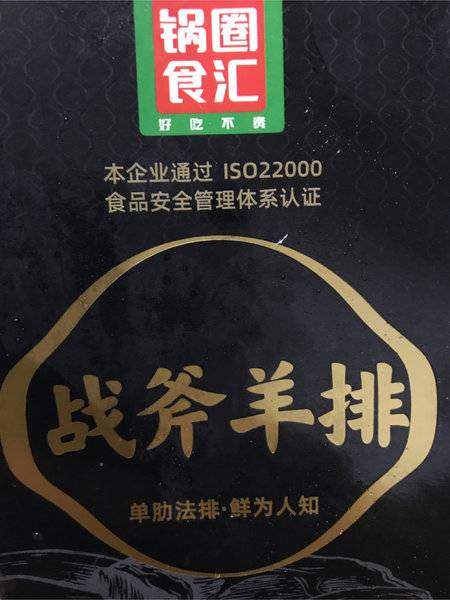 锅圈
食汇
好吃不贵
本企业通过 ISO22000
食品安全管理体系认证
战斧羊排
单肋法排·鲜为人知